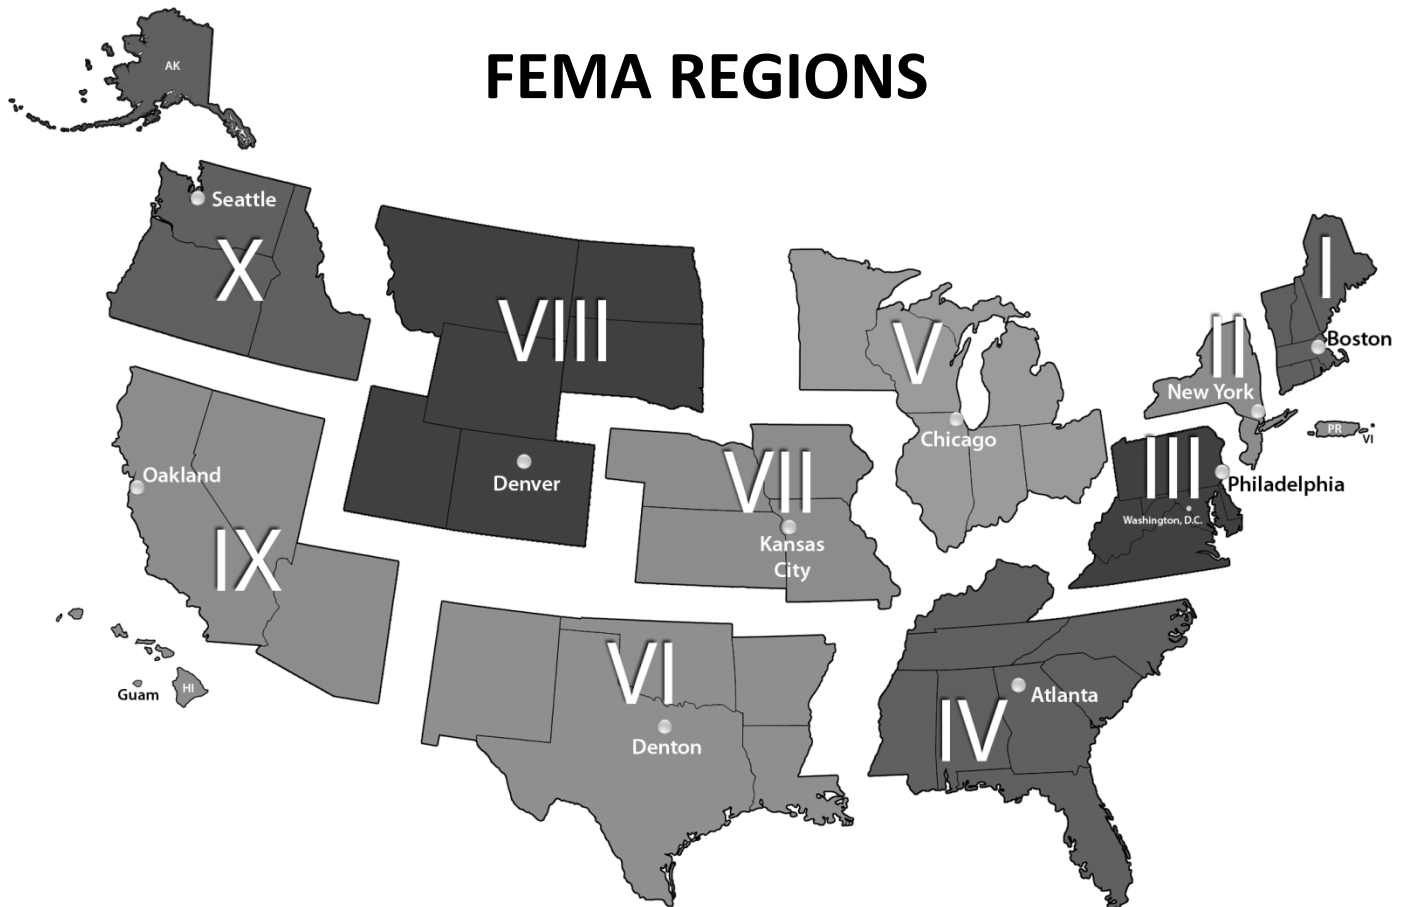 FEMA REGIONS
AK
Seattle
X
VIII
V
I
II
Boston
New York
Chicago
PR
VI
III
Philadelphia
Washington, D.C.
Oakland
Denver
VII
Kansas
City
IX
Guam
HI
VI
Denton
IV
Atlanta